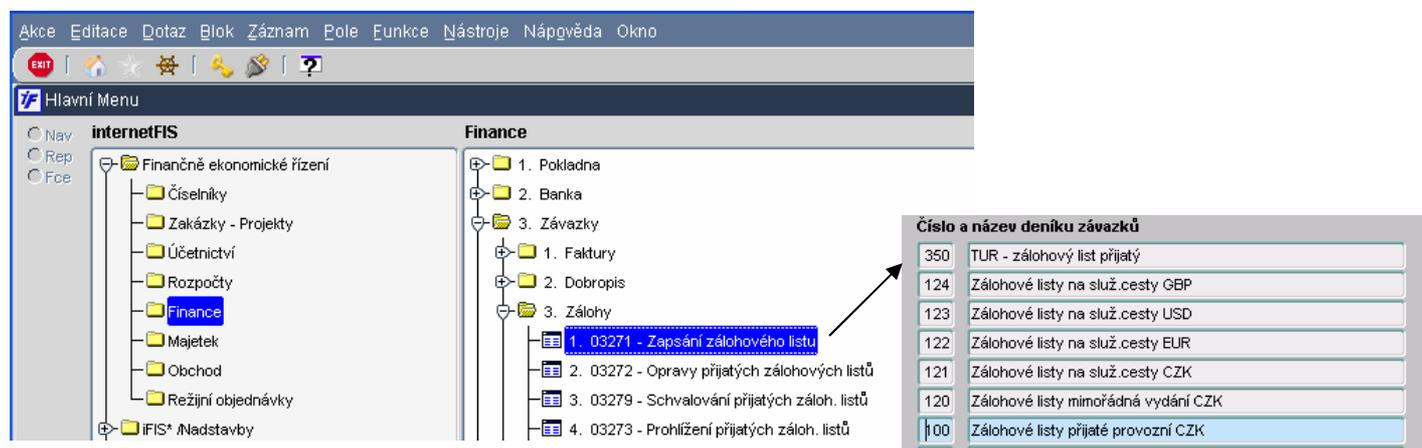 Akce Editace Dotaz Blok Záznam Pole Funkce Nástroje Nápověda Okno
EXIT
Hlavní Menu
Nav
Rep
Fce
internetFIS
Finančně ekonomické řízení
Číselníky
Zakázky - Projekty
Účetnictví
Rozpočty
Finance
Majetek
Obchod
Režijní objednávky
iFIS* /Nadstavby
Finance
1. Pokladna
2. Banka
3. Závazky
1. Faktury
2. Dobropis
3. Zálohy
1. 03271 - Zapsání zálohového listu
2. 03272 - Opravy přijatých zálohových listů
3. 03279 - Schvalování přijatých záloh. listů
4. 03273 - Prohlížení přijatých záloh. listů
Číslo a název deníku závazků
350 TUR - zálohový list přijatý
124 Zálohové listy na služ.cesty GBP
123 Zálohové listy na služ.cesty USD
122 Zálohové listy na služ.cesty EUR
121 Zálohové listy na služ.cesty CZK
120 Zálohové listy mimořádná vydání CZK
100 Zálohové listy přijaté provozní CZK